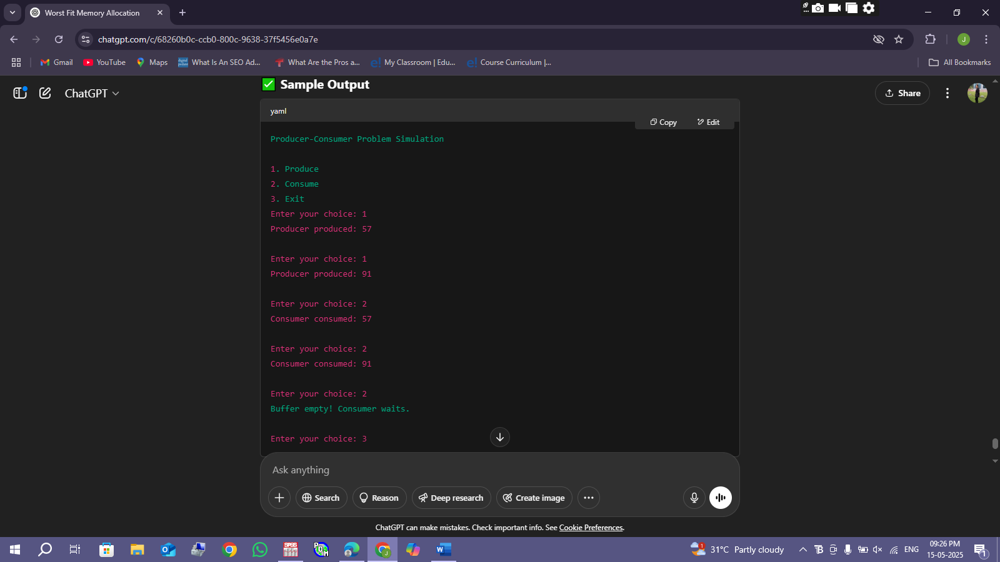 Worst Fit Memory Allocation
chatgpt.com/c/68260b0c-ccb0-800c-9638-37f5456e0a7e
J
Gmail
YouTube
Maps
What Is An SEO Ad...
What Are the Pros a...
My Classroom | Edu...
Course Curriculum |...
All Bookmarks
ChatGPT
Sample Output
Share
yaml
Copy
Edit
Producer-Consumer Problem Simulation
1. Produce
2. Consume
3. Exit
Enter your choice: 1
Producer produced: 57
Enter your choice: 1
Producer produced: 91
Enter your choice: 2
Consumer consumed: 57
Enter your choice: 2
Consumer consumed: 91
Enter your choice: 2
Buffer empty! Consumer waits.
Enter your choice: 3
Ask anything
Search
Reason
Deep research
Create image
ChatGPT can make mistakes. Check important info. See Cookie Preferences.
31°C Partly cloudy
ENG
09:26 PM
15-05-2025
1